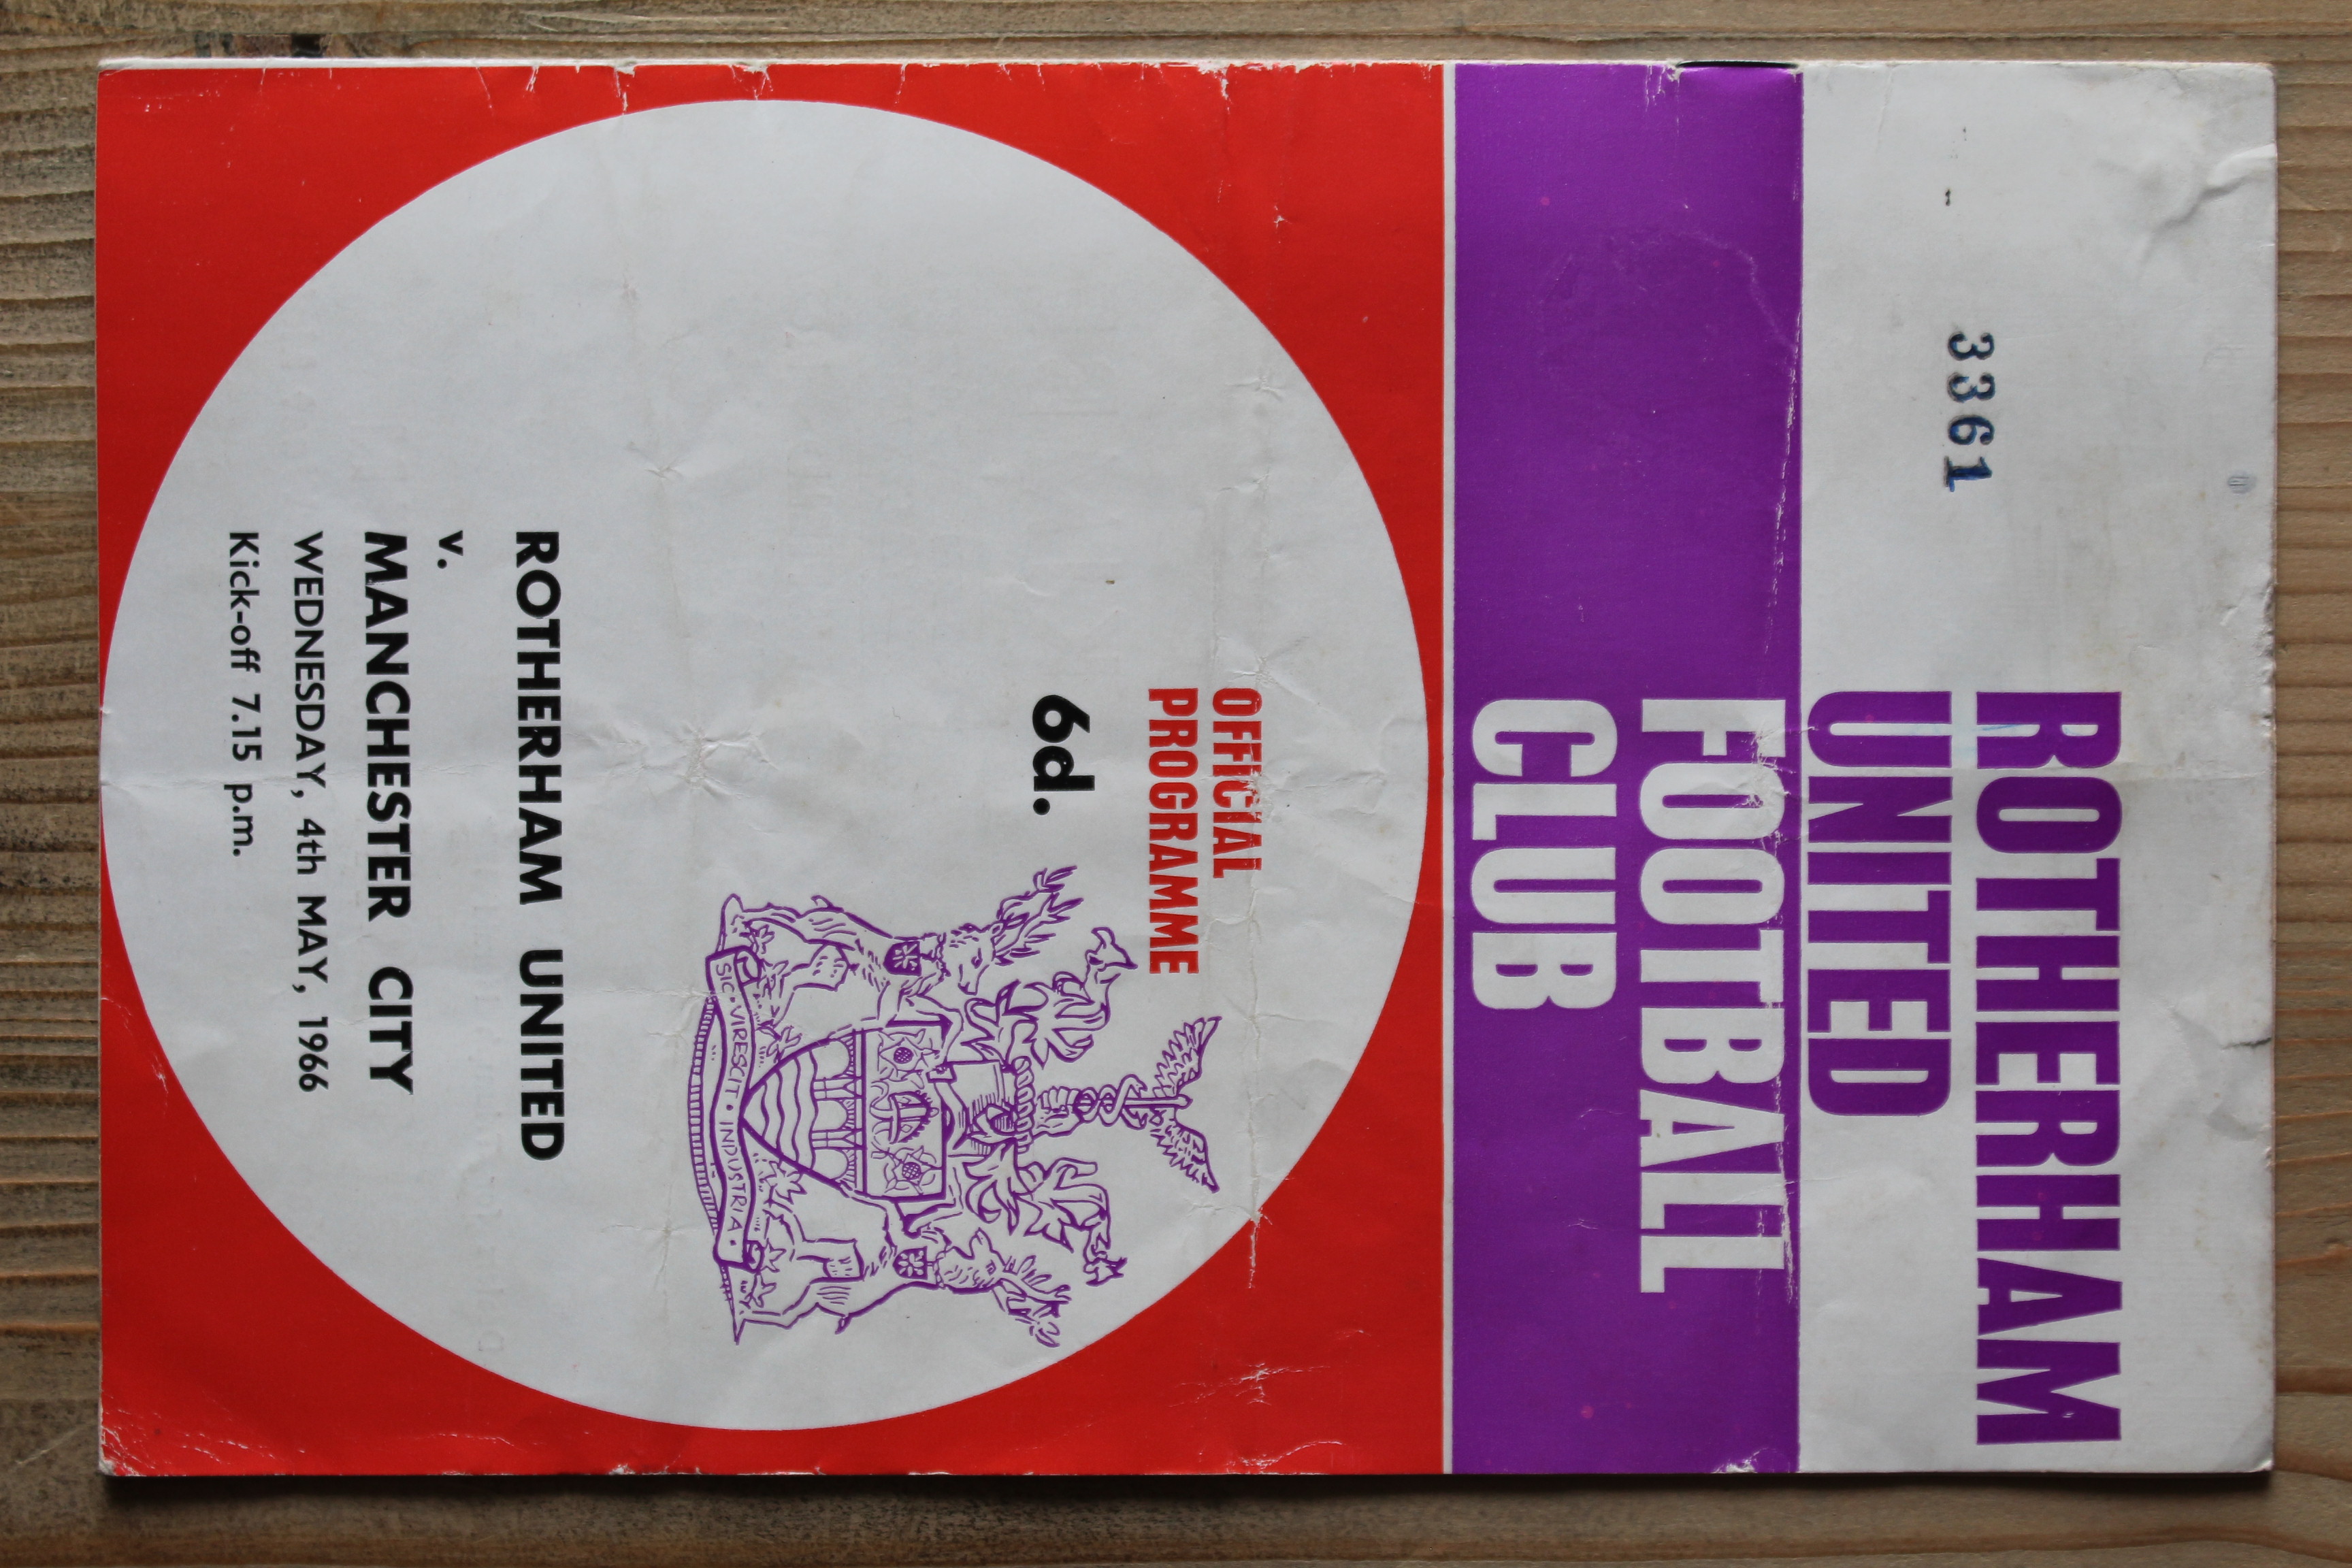 3361
ROTHERHAM
UNITED
FOOTBALL
CLUB
OFFICIAL
PROGRAMME
6d.
SIC • VIRESCIT • INDUSTRIA •
ROTHERHAM UNITED
v.
MANCHESTER CITY
WEDNESDAY, 4th MAY, 1966
Kick-off 7.15 p.m.